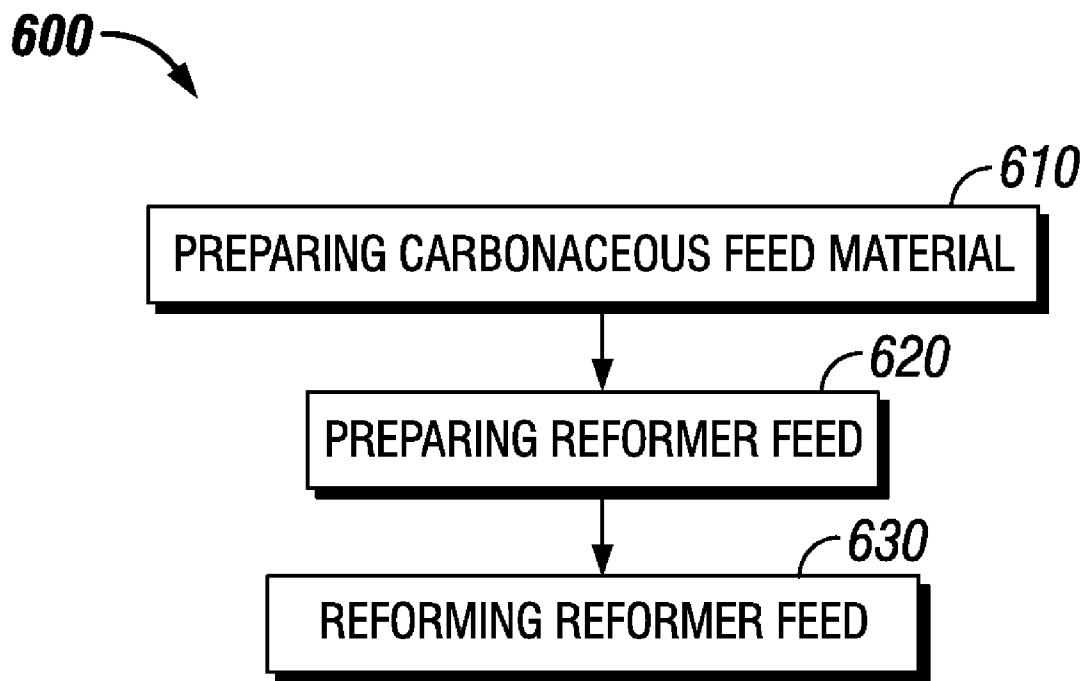 600
610
PREPARING CARBONACEOUS FEED MATERIAL
620
PREPARING REFORMER FEED
630
REFORMING REFORMER FEED